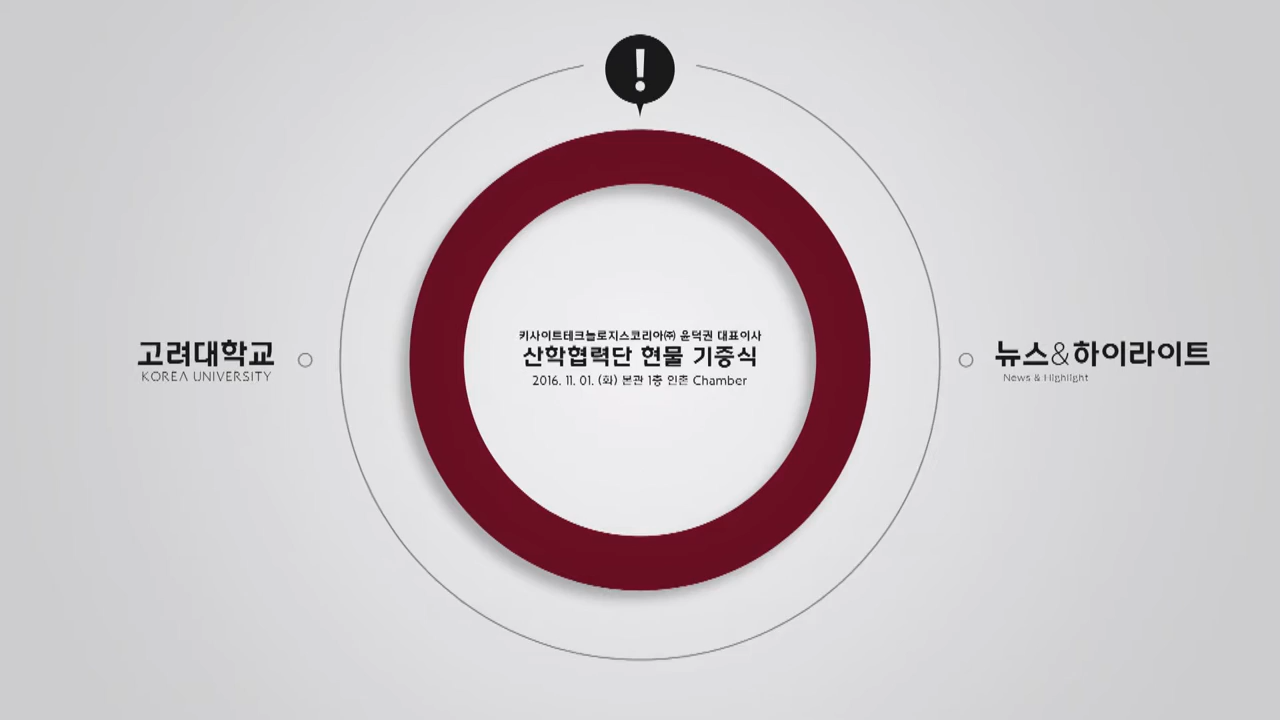 !
고려대학교
KOREA UNIVERSITY
키사이트테크놀로지스코리아㈜ 윤덕권 대표이사
산학협력단 현물 기증식
2016. 11. 01. (화) 본관 1층 인촌 Chamber
뉴스&하이라이트
News & Highlight